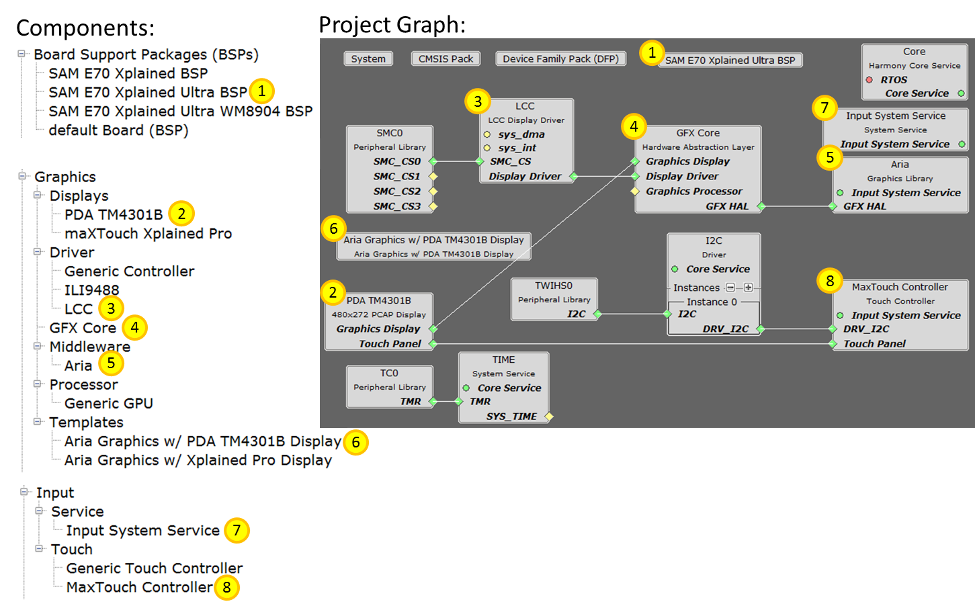 Components:
Board Support Packages (BSPs)
SAM E70 Xplained BSP
SAM E70 Xplained Ultra BSP 1
SAM E70 Xplained Ultra WM8904 BSP
default Board (BSP)
Graphics
Displays
PDA TM4301B 2
maXTouch Xplained Pro
Driver
Generic Controller
ILI9488
LCC 3
GFX Core 4
Middleware
Aria 5
Processor
Generic GPU
Templates
Aria Graphics w/ PDA TM4301B Display 6
Aria Graphics w/ Xplained Pro Display
Input
Service
Input System Service 7
Touch
Generic Touch Controller
MaxTouch Controller 8
Project Graph:
System
CMSIS Pack
Device Family Pack (DFP)
1
SAM E70 Xplained Ultra BSP
Core
Harmony Core Service
RTOS
Core Service
7
Input System Service
System Service
Input System Service
3
LCC
LCC Display Driver
sys_dma
sys_int
SMC_CS
Display Driver
SMC0
Peripheral Library
SMC_CS0
SMC_CS1
SMC_CS2
SMC_CS3
4
GFX Core
Hardware Abstraction Layer
Graphics Display
Display Driver
Graphics Processor
GFX HAL
5
Aria
Graphics Library
Input System Service
GFX HAL
6
Aria Graphics w/ PDA TM4301B Display
Aria Graphics w/ PDA TM4301B Display
2
PDA TM4301B
480x272 PCAP Display
Graphics Display
Touch Panel
TWIHS0
Peripheral Library
I2C
I2C
Driver
Core Service
Instances
Instance 0
I2C
DRV_I2C
8
MaxTouch Controller
Touch Controller
Input System Service
DRV_I2C
Touch Panel
TC0
Peripheral Library
TMR
TIME
System Service
Core Service
TMR
SYS_TIME